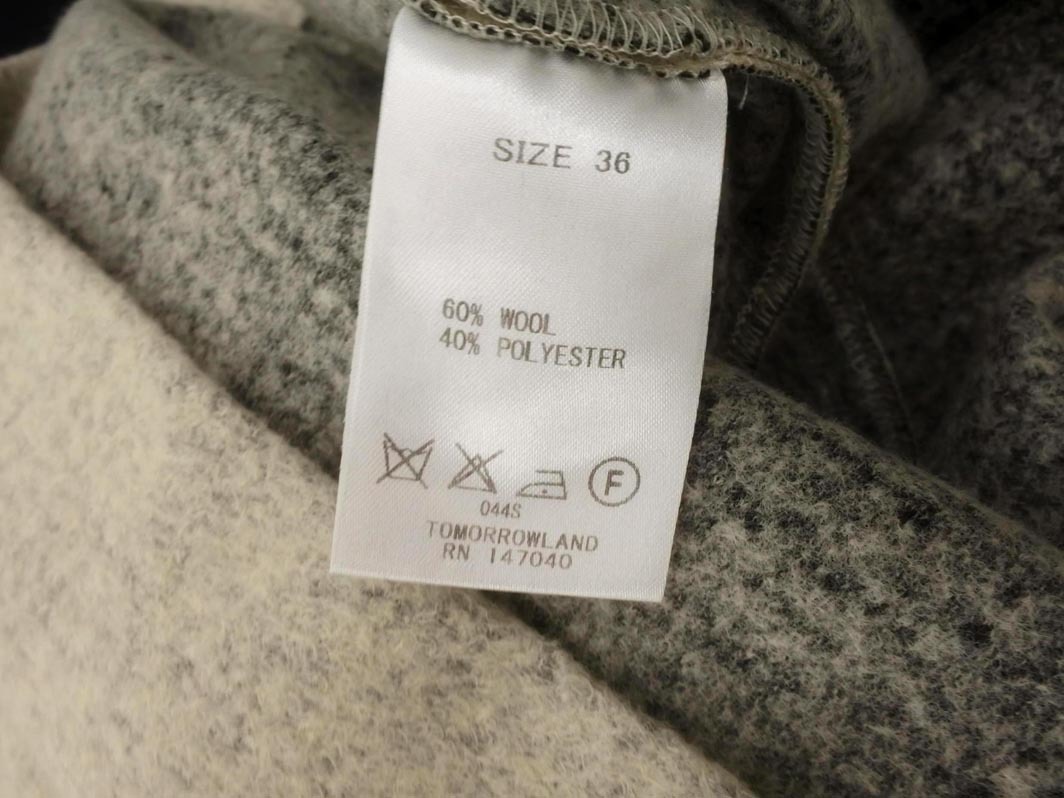 SIZE 36
60% WOOL
40% POLYESTER
F
044S
TOMORROWLAND
RN 147040